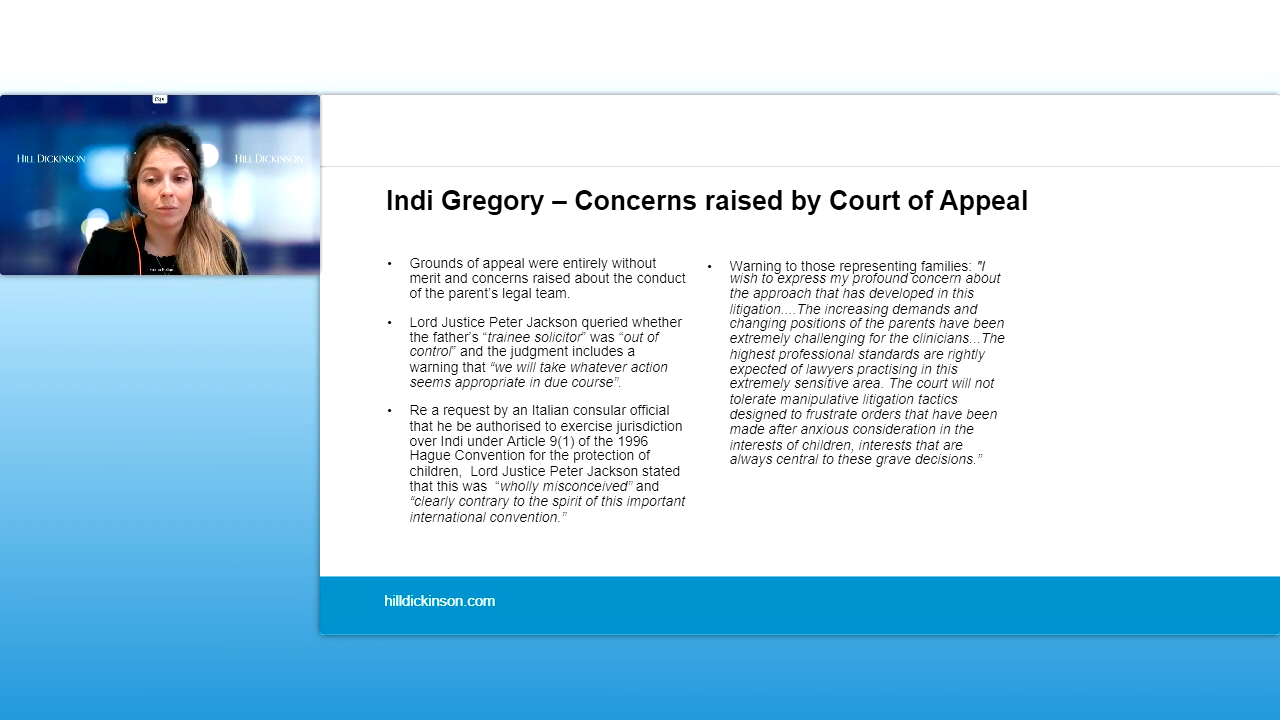 HILL DICKINSON
HILL DICKINSON
Indi Gregory – Concerns raised by Court of Appeal
• Grounds of appeal were entirely without
merit and concerns raised about the conduct
of the parent's legal team.
• Lord Justice Peter Jackson queried whether
the father's “trainee solicitor” was “out of
control” and the judgment includes a
warning that “we will take whatever action
seems appropriate in due course”.
• Re a request by an Italian consular official
that he be authorised to exercise jurisdiction
over Indi under Article 9(1) of the 1996
Hague Convention for the protection of
children, Lord Justice Peter Jackson stated
that this was “wholly misconceived” and
“clearly contrary to the spirit of this important
international convention.”
• Warning to those representing families: "I
wish to express my profound concern about
the approach that has developed in this
litigation....The increasing demands and
changing positions of the parents have been
extremely challenging for the clinicians...The
highest professional standards are rightly
expected of lawyers practising in this
extremely sensitive area. The court will not
tolerate manipulative litigation tactics
designed to frustrate orders that have been
made after anxious consideration in the
interests of children, interests that are
always central to these grave decisions.”
hilldickinson.com